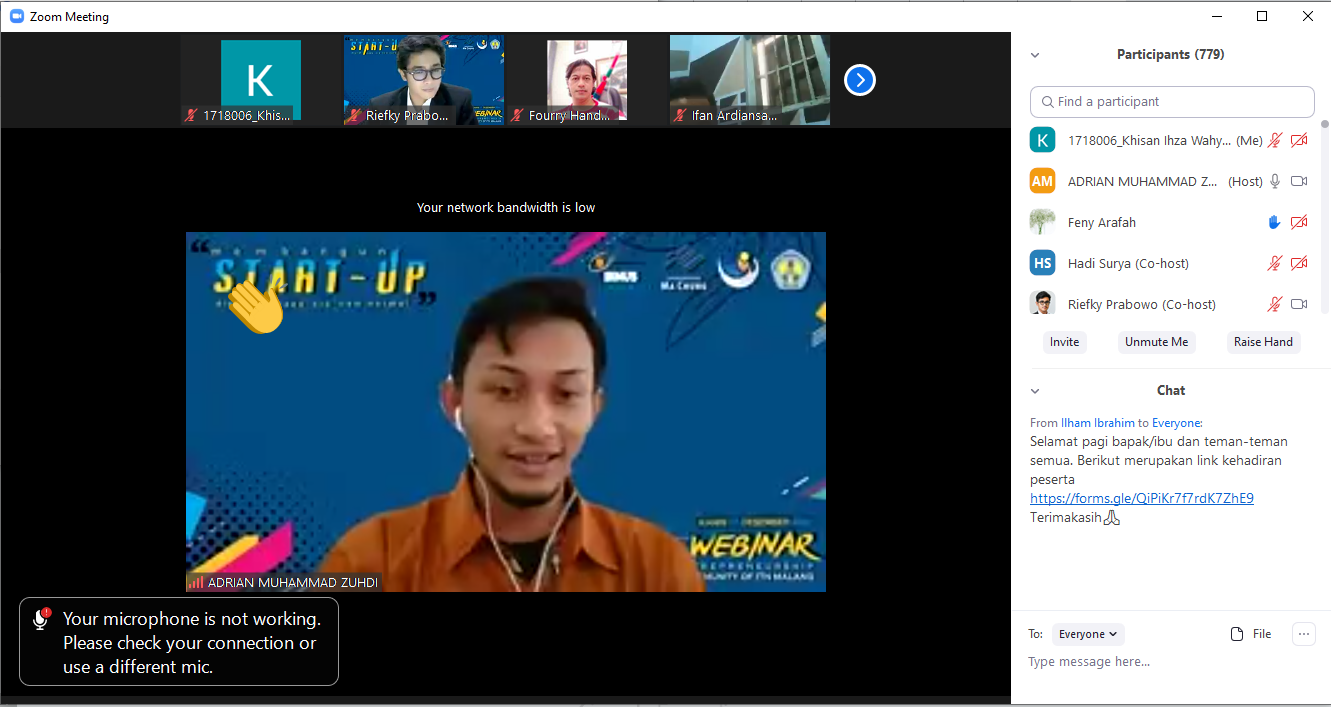 Zoom Meeting
K
1718006_Khis...
START-UP
WEBINAR
Riefky Prabo...
Fourry Hand...
Ifan Ardiansa...
Your network bandwidth is low
membangun
START-UP
MA CHUNG
WEBINAR
ADRIAN MUHAMMAD ZUHDI
Your microphone is not working.
Please check your connection or
use a different mic.
Participants (779)
Find a participant
K
1718006_Khisan Ihza Wahy... (Me)
AM
ADRIAN MUHAMMAD Z... (Host)
Feny Arafah
HS
Hadi Surya (Co-host)
Riefky Prabowo (Co-host)
Invite
Unmute Me
Raise Hand
Chat
From Ilham Ibrahim to Everyone:
Selamat pagi bapak/ibu dan teman-teman
semua. Berikut merupakan link kehadiran
peserta
https://forms.gle/QiPiKr7f7rdK7ZhE9
Terimakasih🙏
To: Everyone
File
Type message here...